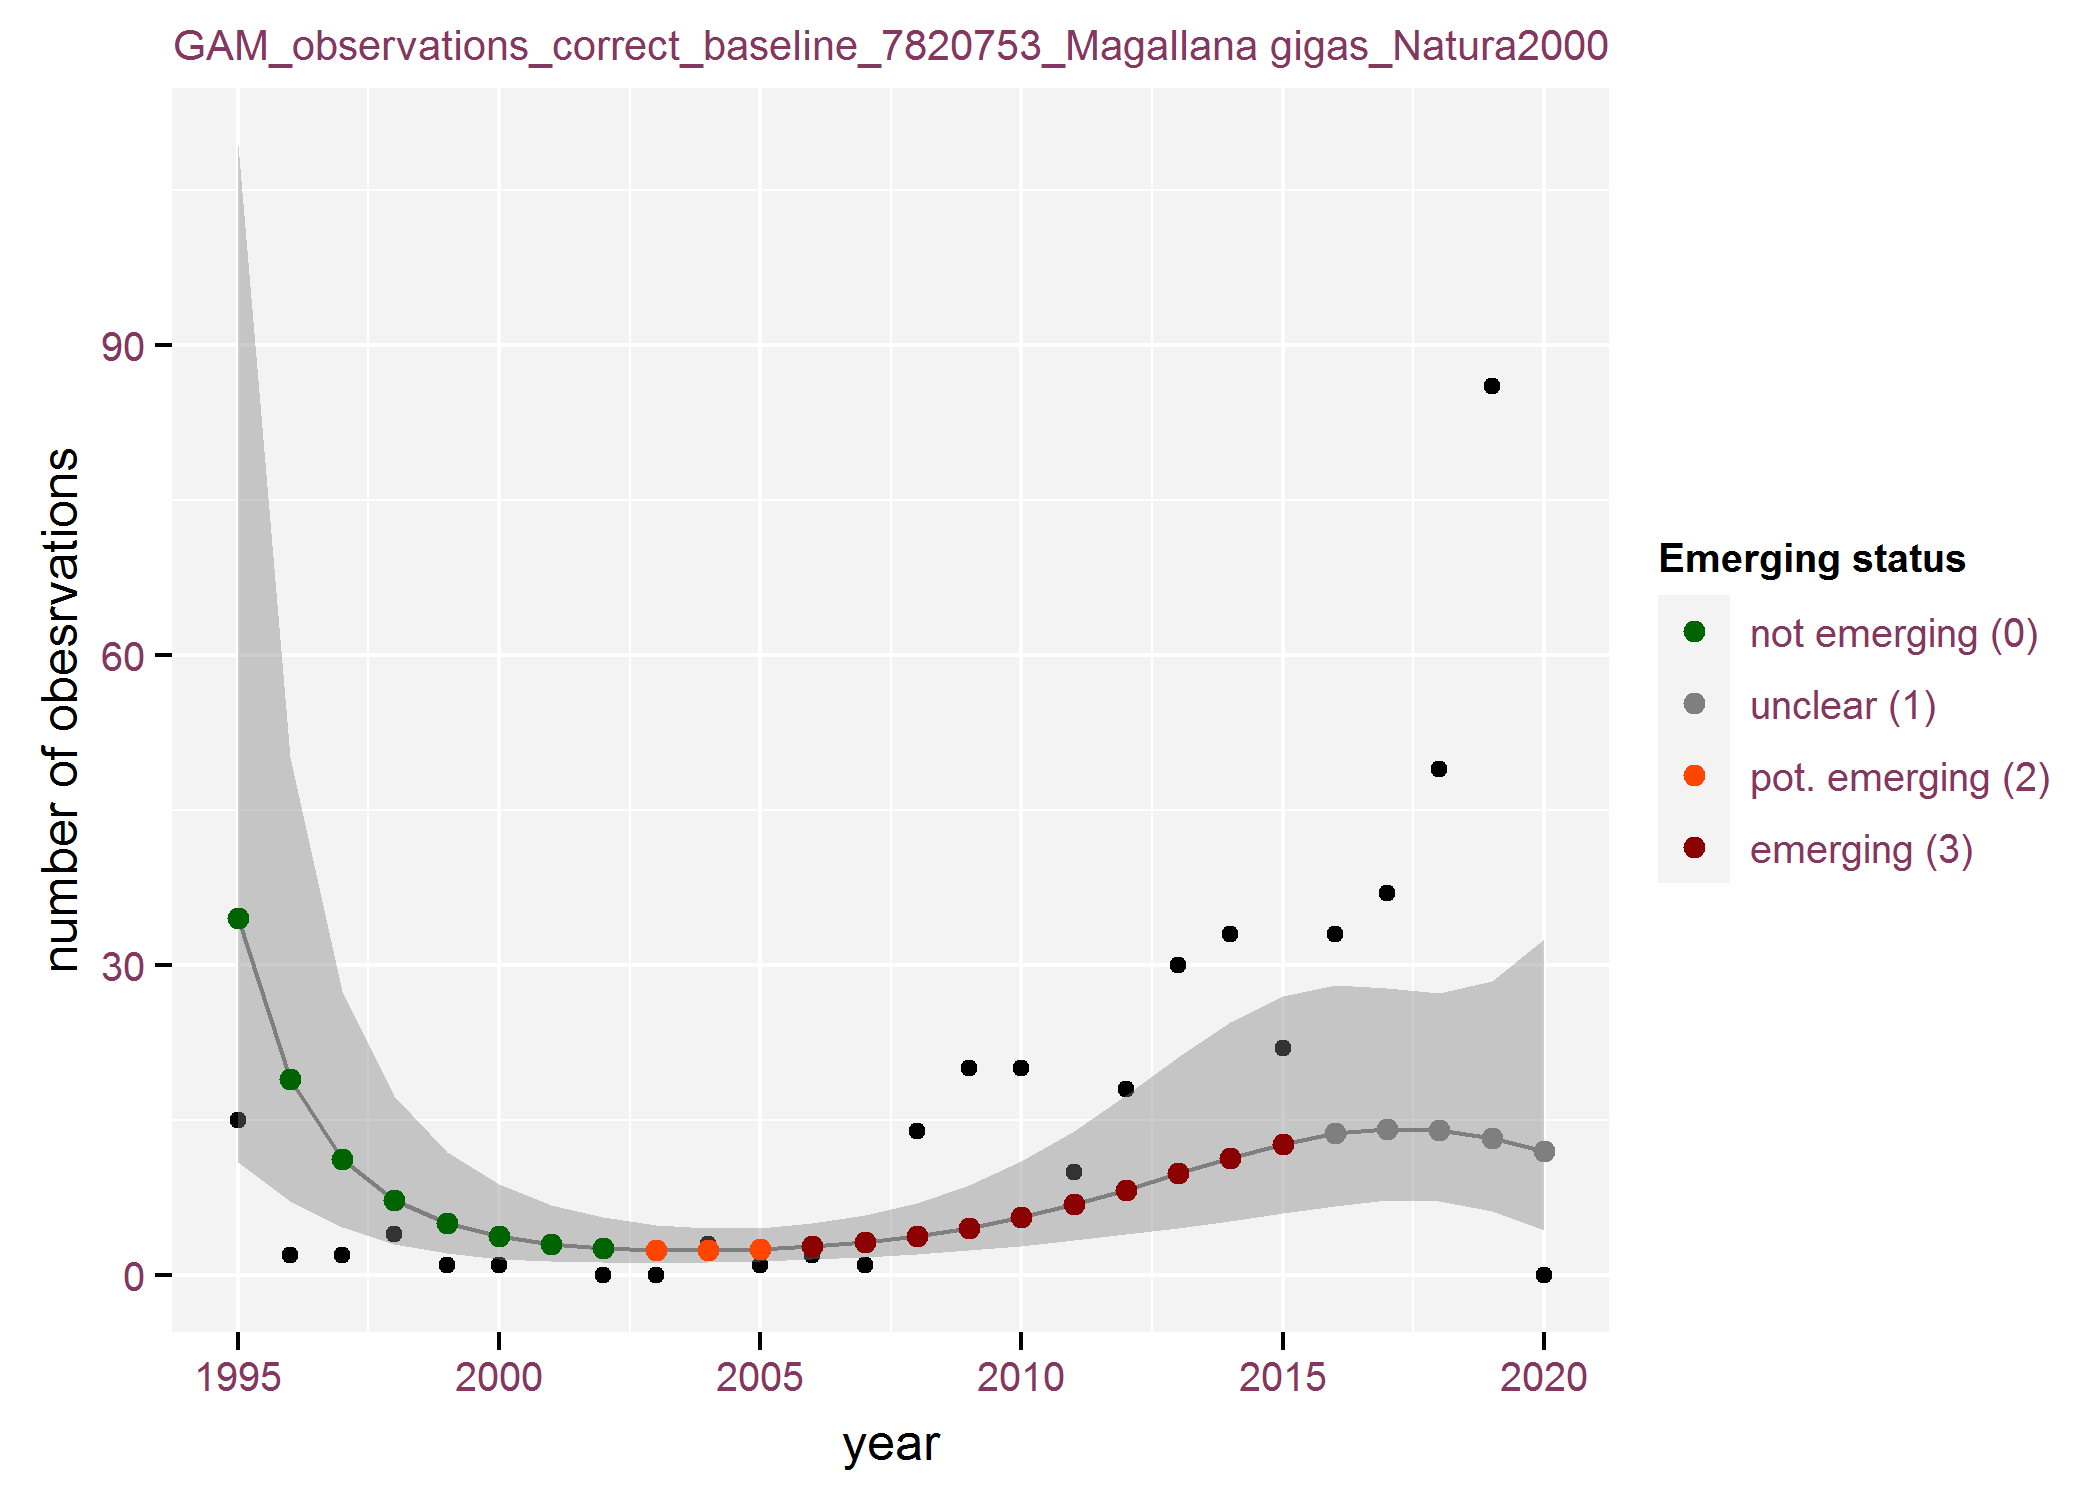 GAM_observations_correct_baseline_7820753_Magallana gigas_Natura2000
number of obesrvations
90
60
30
0
1995 2000 2005 2010 2015 2020
year
Emerging status
not emerging (0)
unclear (1)
pot. emerging (2)
emerging (3)